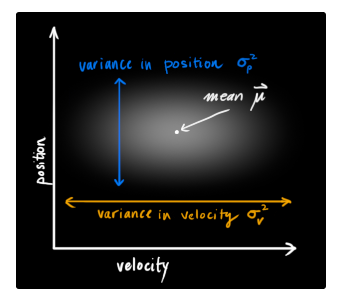 variance in position σₚ²
mean μ⃗
position
variance in velocity σᵥ²
velocity